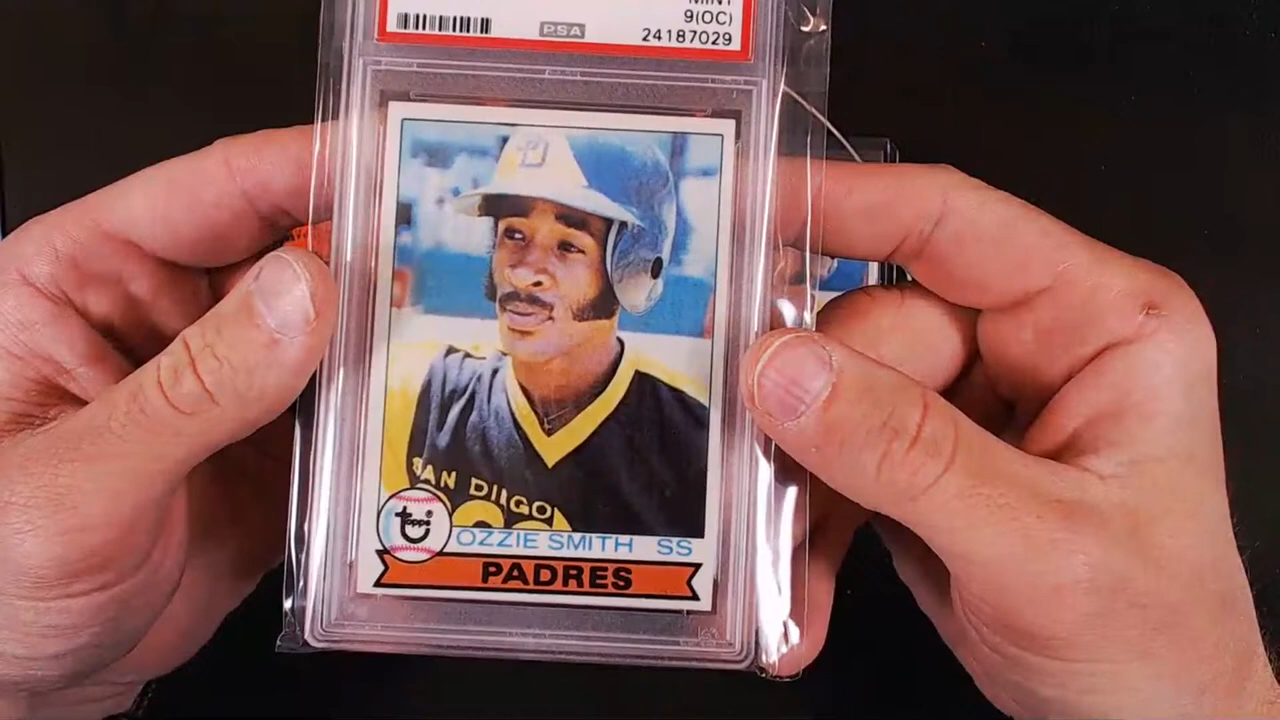 MINT
9(OC)
PSA
24187029
SAN DIEGO
Topps®
OZZIE SMITH SS
PADRES